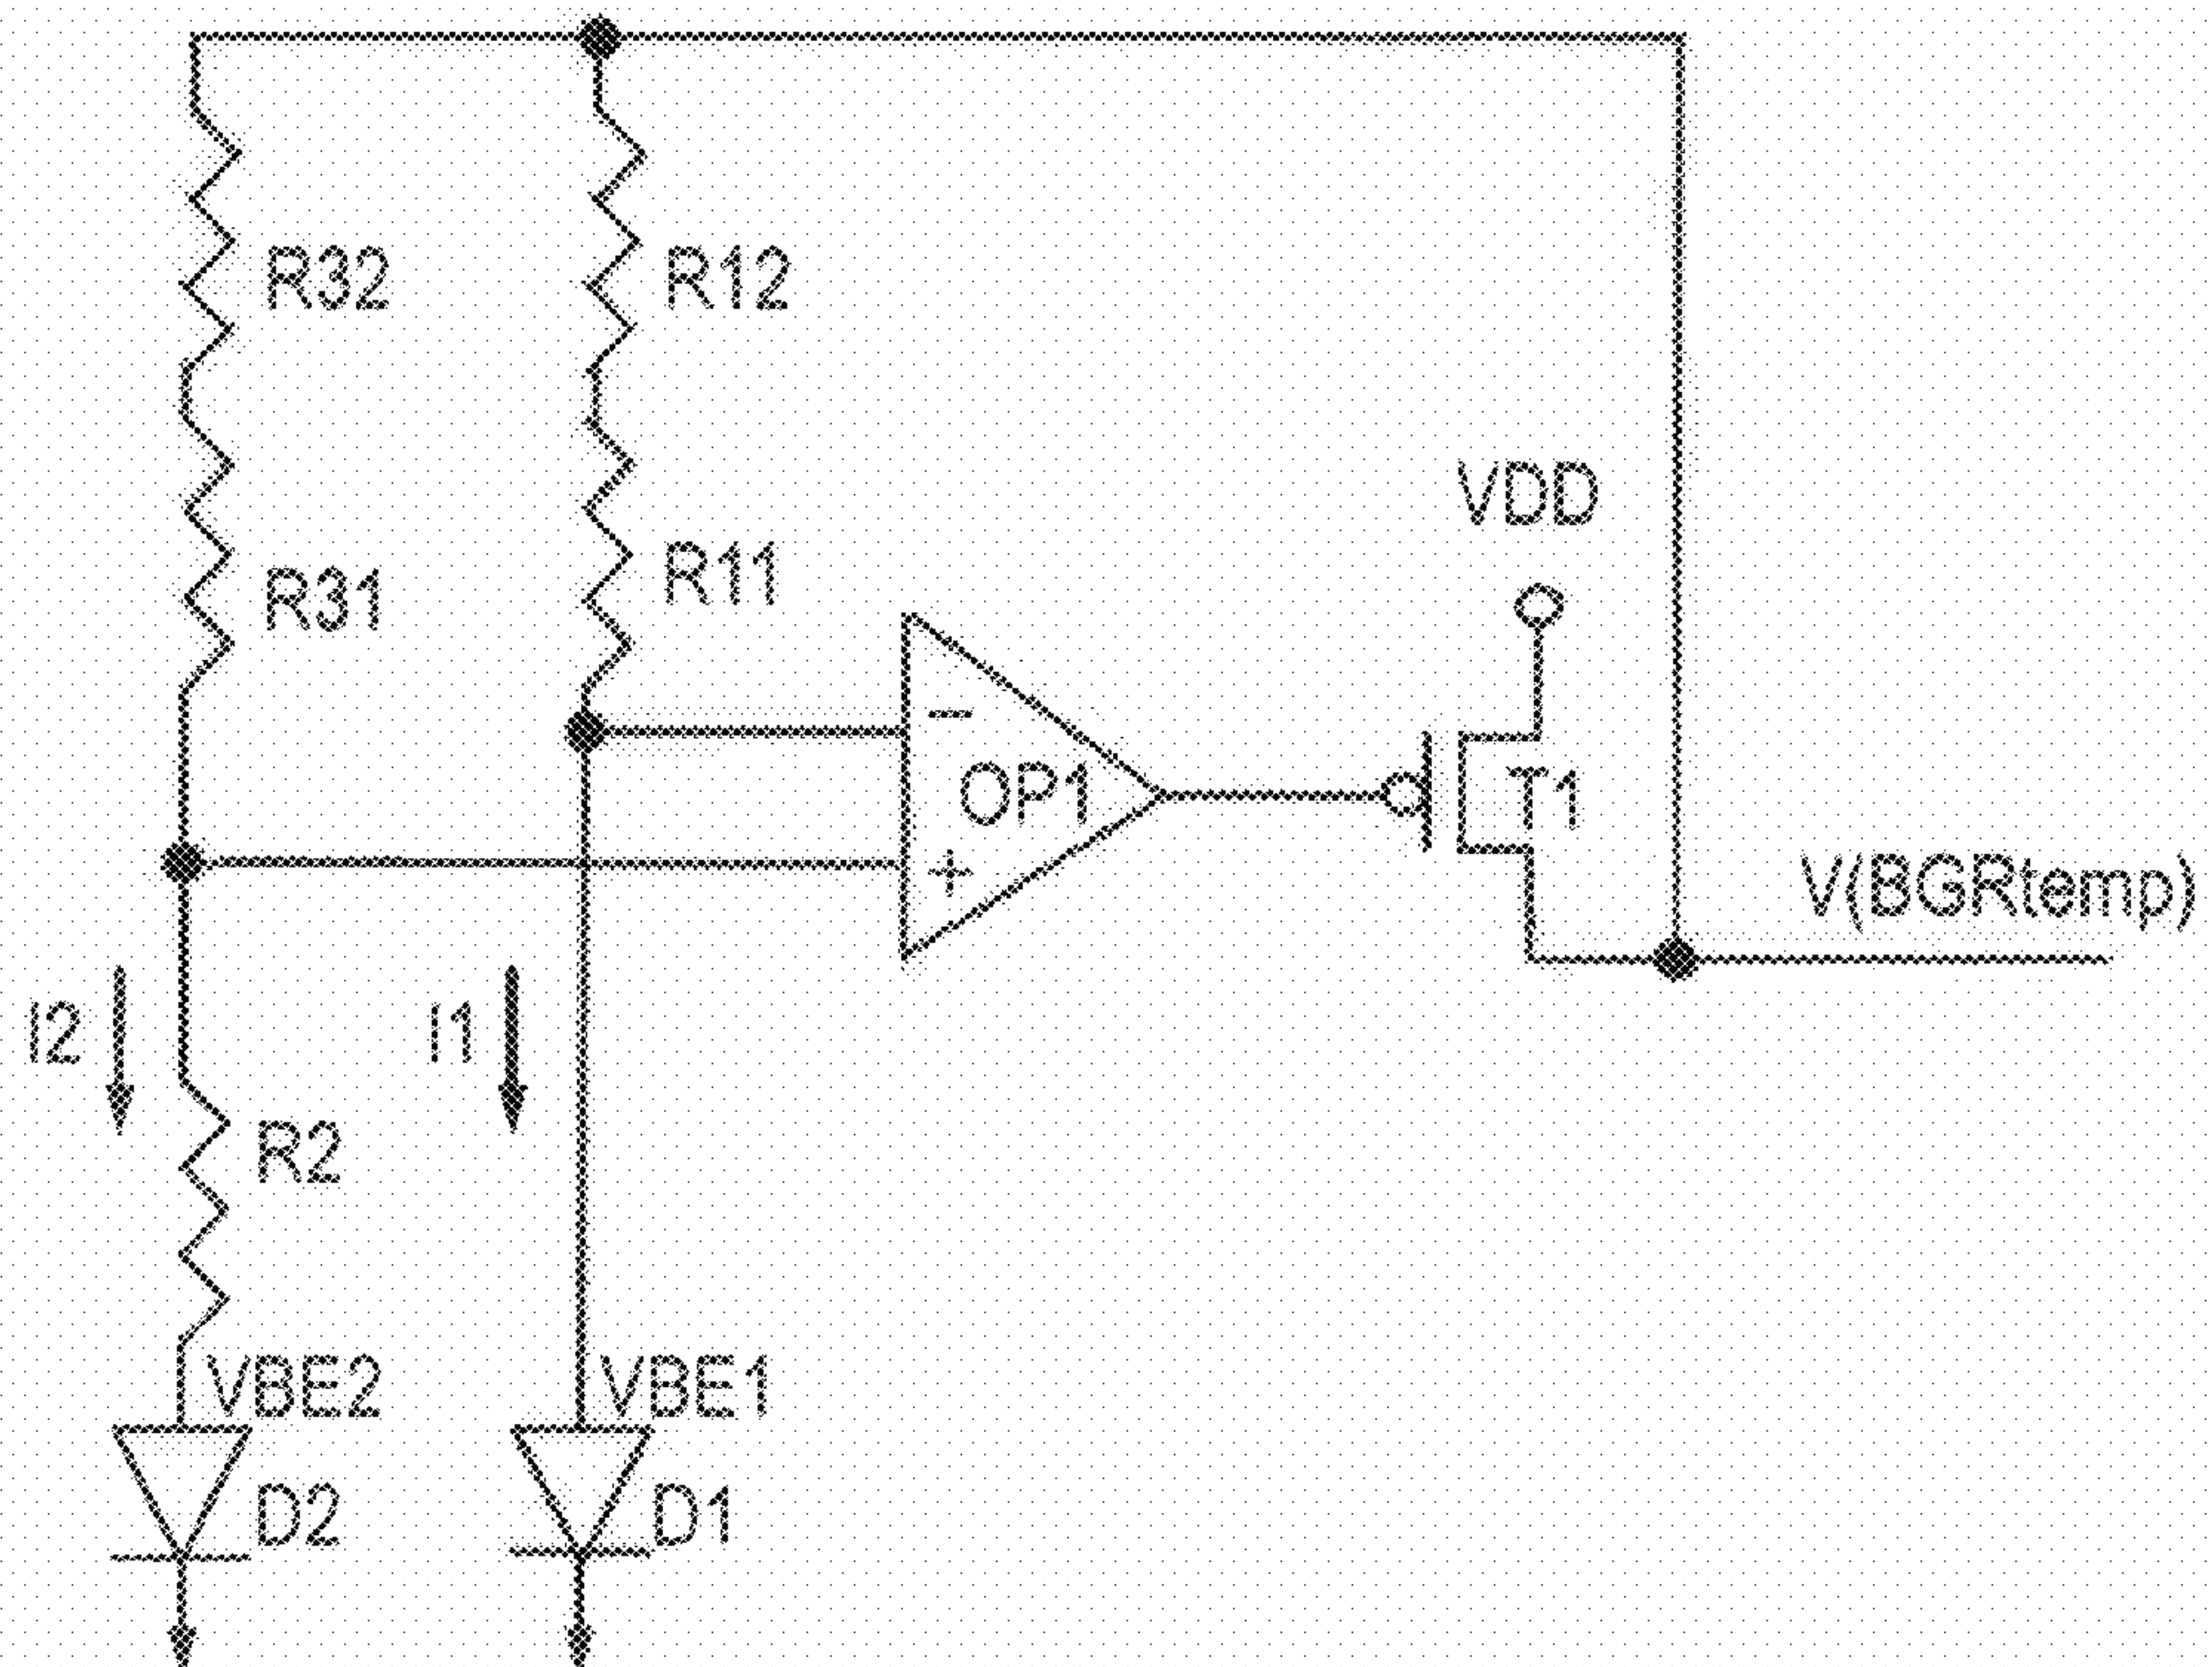 R32
R12
VDD
R31
R11
−
OP1
+
T1
V(BGRtemp)
I2
I1
R2
VBE2
VBE1
D2
D1